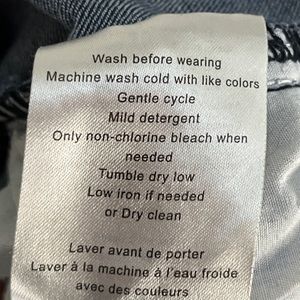 Wash before wearing
Machine wash cold with like colors
Gentle cycle
Mild detergent
Only non-chlorine bleach when
needed
Tumble dry low
Low iron if needed
or Dry clean
Laver avant de porter
Laver à la machine à l'eau froide
avec des couleurs